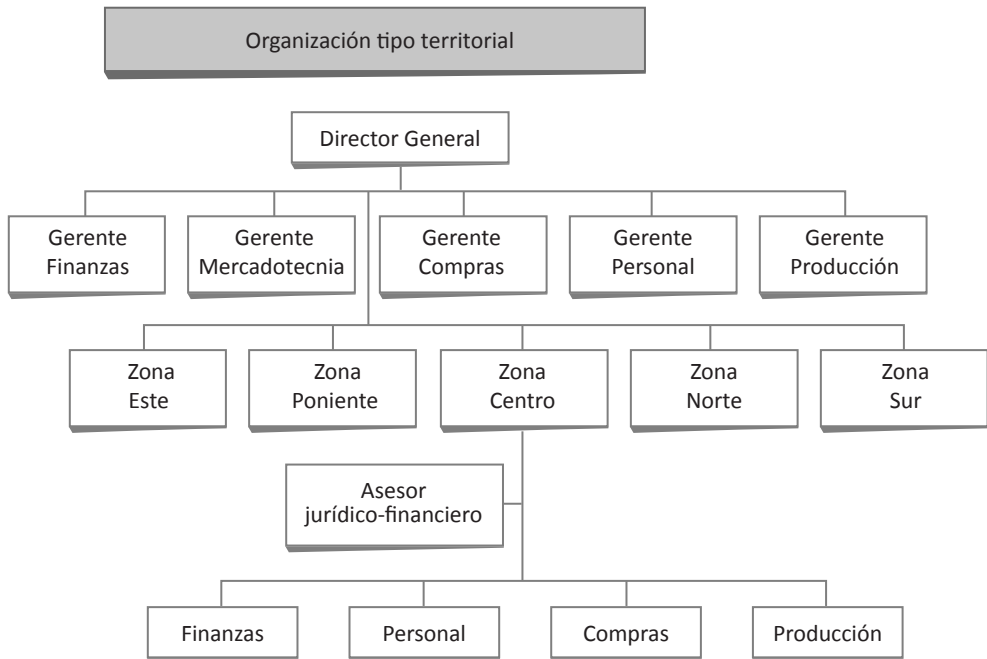 Organización tipo territorial
Director General
Gerente
Finanzas
Gerente
Mercadotecnia
Gerente
Compras
Gerente
Personal
Gerente
Producción
Zona
Este
Zona
Poniente
Zona
Centro
Zona
Norte
Zona
Sur
Asesor
jurídico-financiero
Finanzas
Personal
Compras
Producción